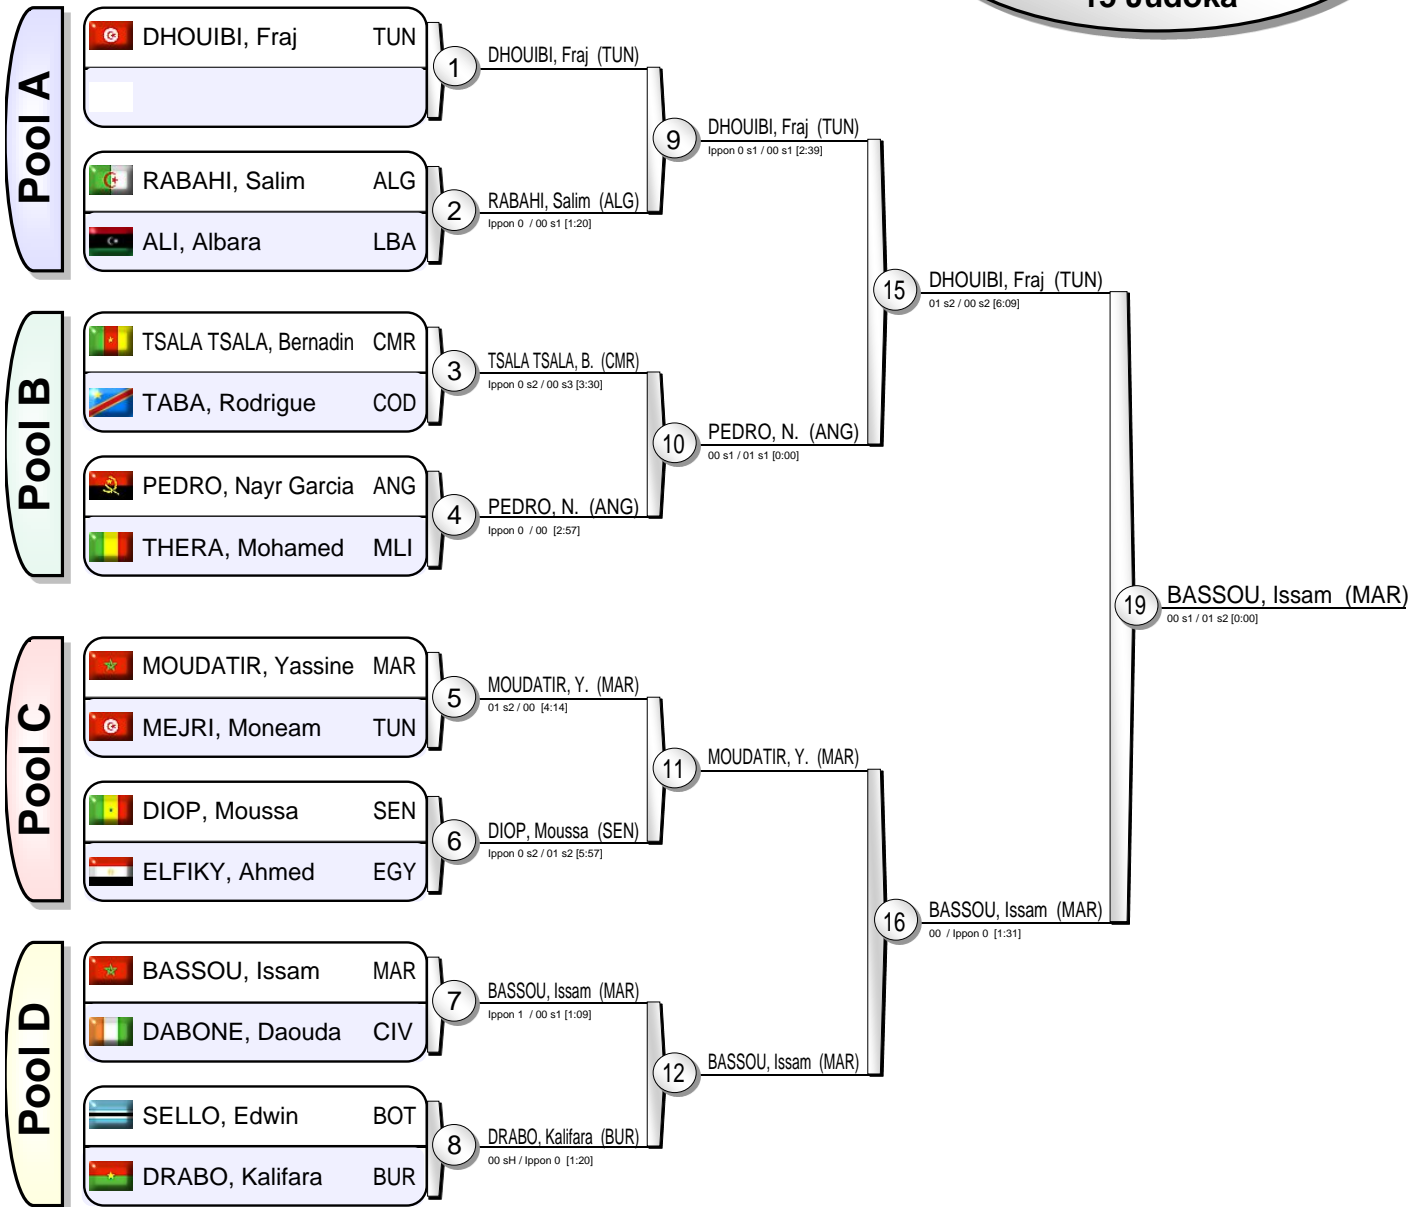 15 Judoka
Pool A
DHOUIBI, Fraj TUN
RABAHI, Salim ALG
ALI, Albara LBA
Pool B
TSALA TSALA, Bernadin CMR
TABA, Rodrigue COD
PEDRO, Nayr Garcia ANG
THERA, Mohamed MLI
Pool C
MOUDATIR, Yassine MAR
MEJRI, Moneam TUN
DIOP, Moussa SEN
ELFIKY, Ahmed EGY
Pool D
BASSOU, Issam MAR
DABONE, Daouda CIV
SELLO, Edwin BOT
DRABO, Kalifara BUR
1 DHOUIBI, Fraj (TUN)
2 RABAHI, Salim (ALG)
Ippon 0 / 00 s1 [1:20]
3 TSALA TSALA, B. (CMR)
Ippon 0 s2 / 00 s3 [3:30]
4 PEDRO, N. (ANG)
Ippon 0 / 00 [2:57]
5 MOUDATIR, Y. (MAR)
01 s2 / 00 [4:14]
6 DIOP, Moussa (SEN)
Ippon 0 s2 / 01 s2 [5:57]
7 BASSOU, Issam (MAR)
Ippon 1 / 00 s1 [1:09]
8 DRABO, Kalifara (BUR)
00 sH / Ippon 0 [1:20]
9 DHOUIBI, Fraj (TUN)
Ippon 0 s1 / 00 s1 [2:39]
10 PEDRO, N. (ANG)
00 s1 / 01 s1 [0:00]
11 MOUDATIR, Y. (MAR)
12 BASSOU, Issam (MAR)
15 DHOUIBI, Fraj (TUN)
01 s2 / 00 s2 [6:09]
16 BASSOU, Issam (MAR)
00 / Ippon 0 [1:31]
19 BASSOU, Issam (MAR)
00 s1 / 01 s2 [0:00]